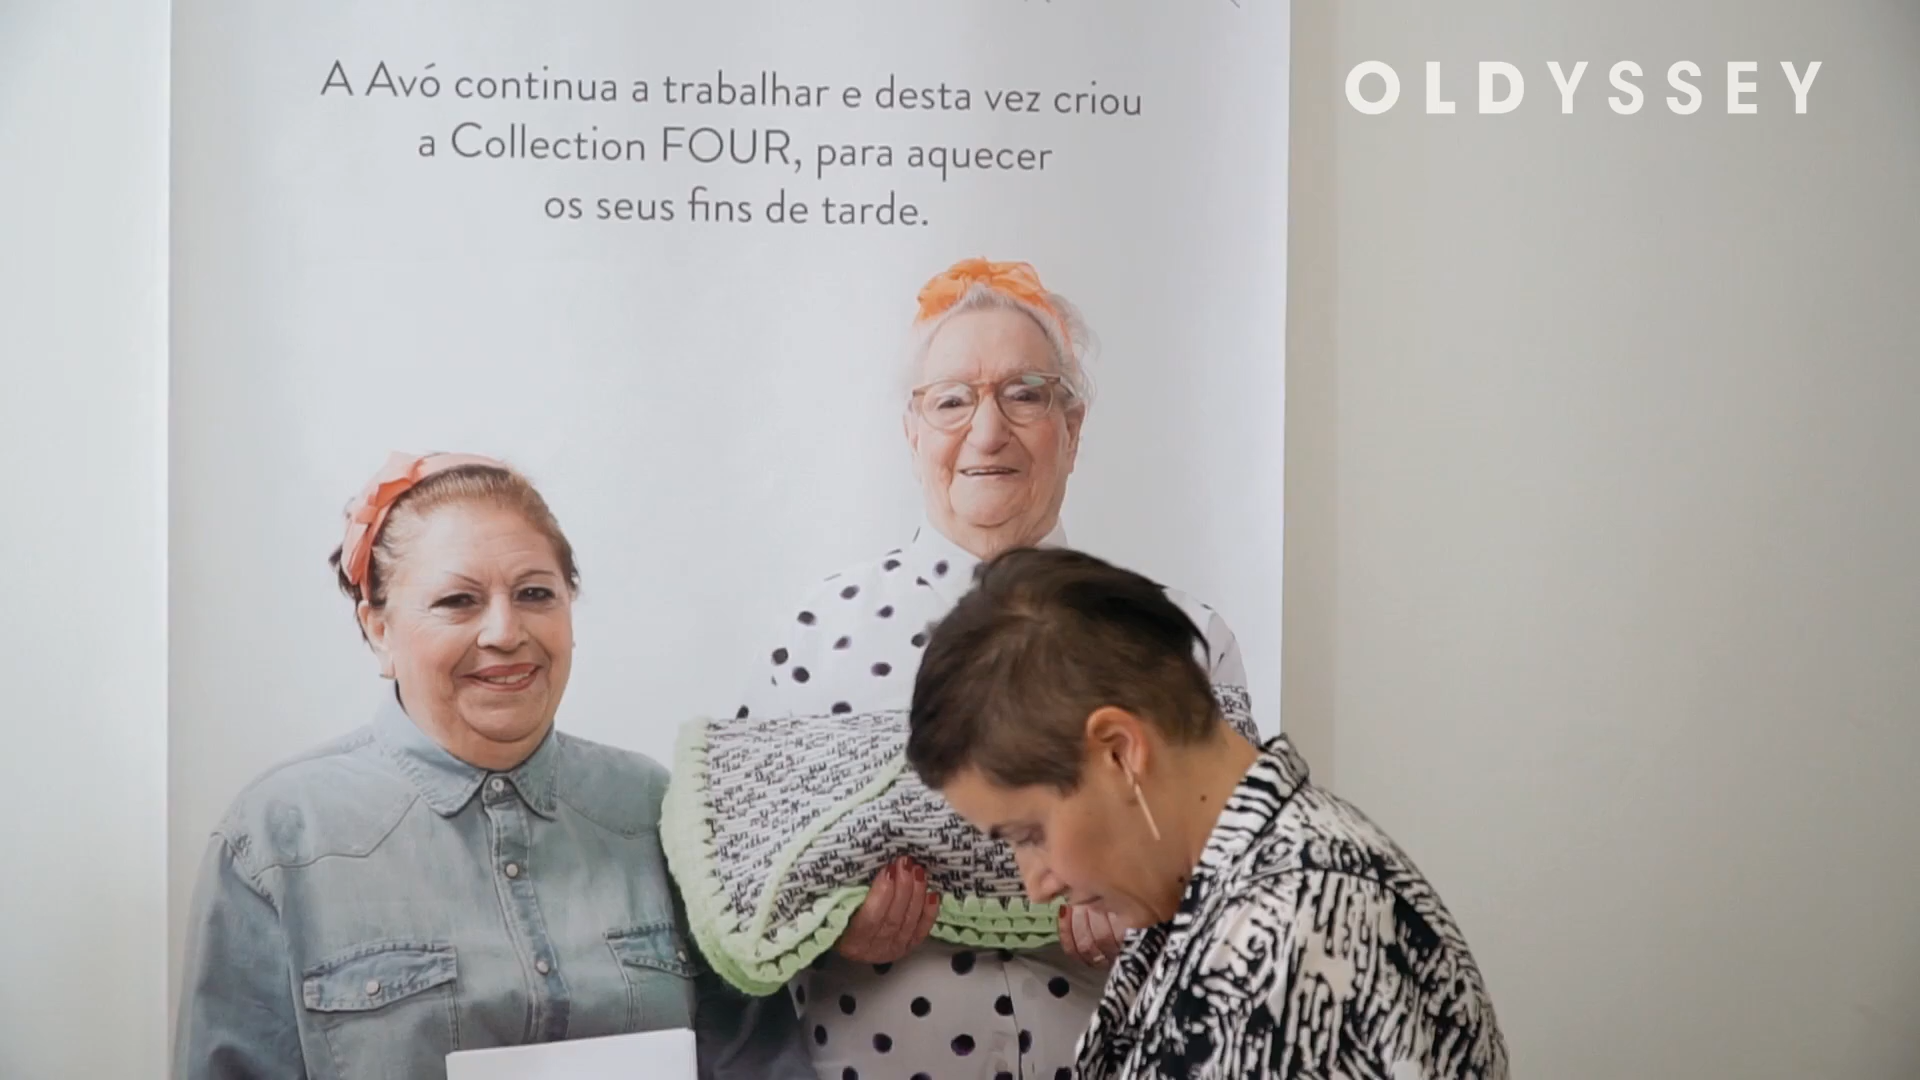 A Avó continua a trabalhar e desta vez criou
a Collection FOUR, para aquecer
os seus fins de tarde.
OLDYSSEY